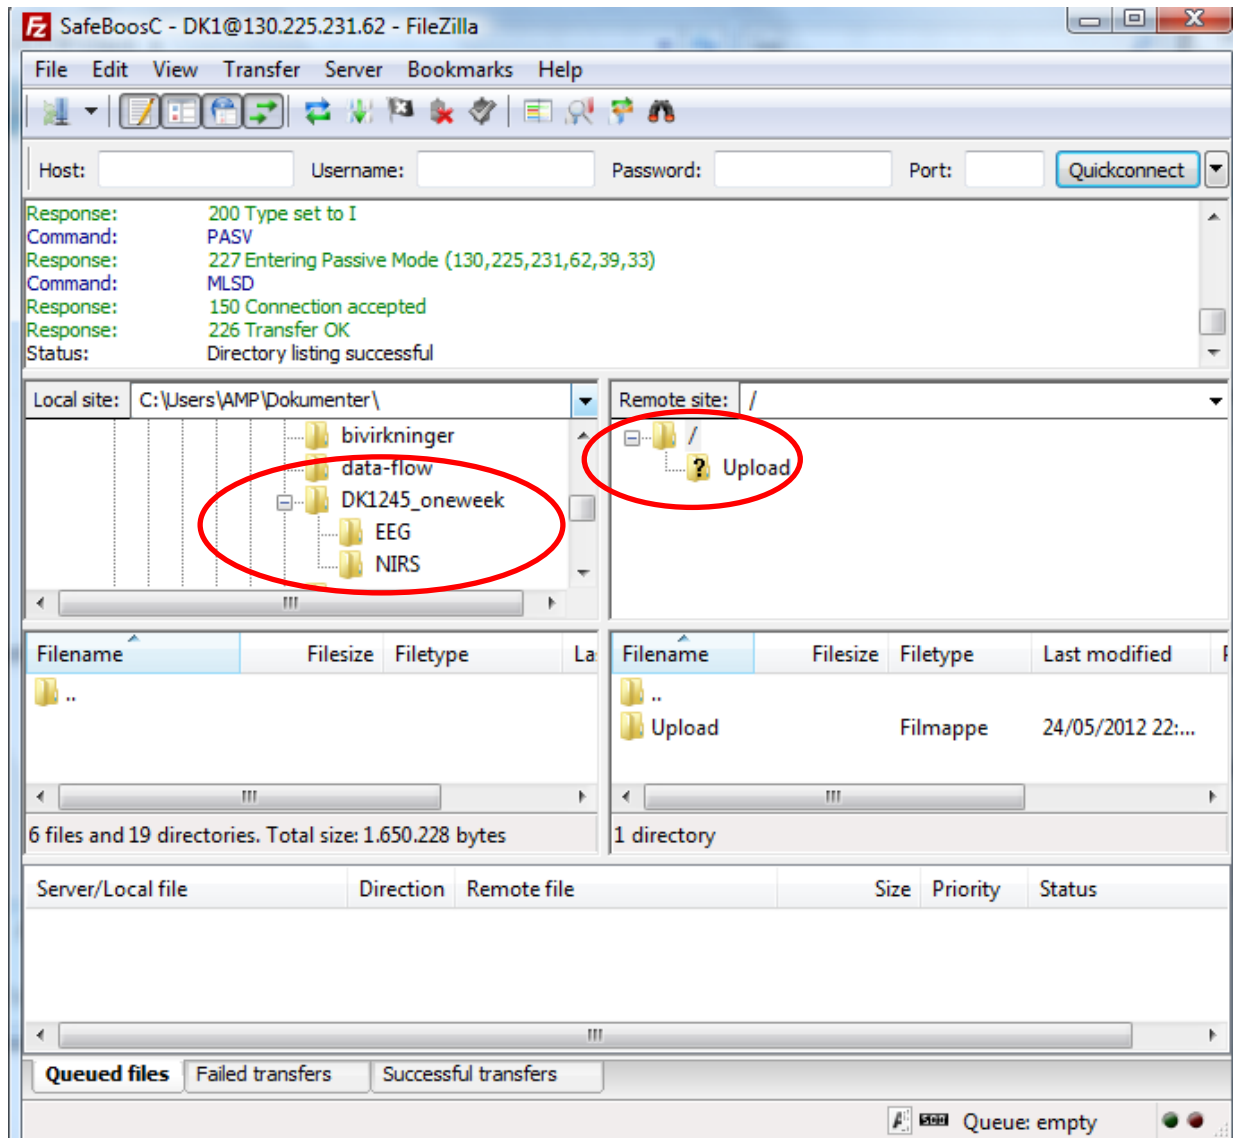 SafeBoosC - DK1@130.225.231.62 - FileZilla
File Edit View Transfer Server Bookmarks Help
Host: Username: Password: Port: Quickconnect
Response: 200 Type set to I
Command: PASV
Response: 227 Entering Passive Mode (130,225,231,62,39,33)
Command: MLSD
Response: 150 Connection accepted
Response: 226 Transfer OK
Status: Directory listing successful
Local site: C:\Users\AMP\Dokumenter\ Remote site: /
bivirkninger /
data-flow Upload
DK1245_oneweek
EEG
NIRS
Filename Filesize Filetype La Filename Filesize Filetype Last modified
.. ..
Upload Filmappe 24/05/2012 22:...
6 files and 19 directories. Total size: 1.650.228 bytes 1 directory
Server/Local file Direction Remote file Size Priority Status
Queued files Failed transfers Successful transfers
Queue: empty